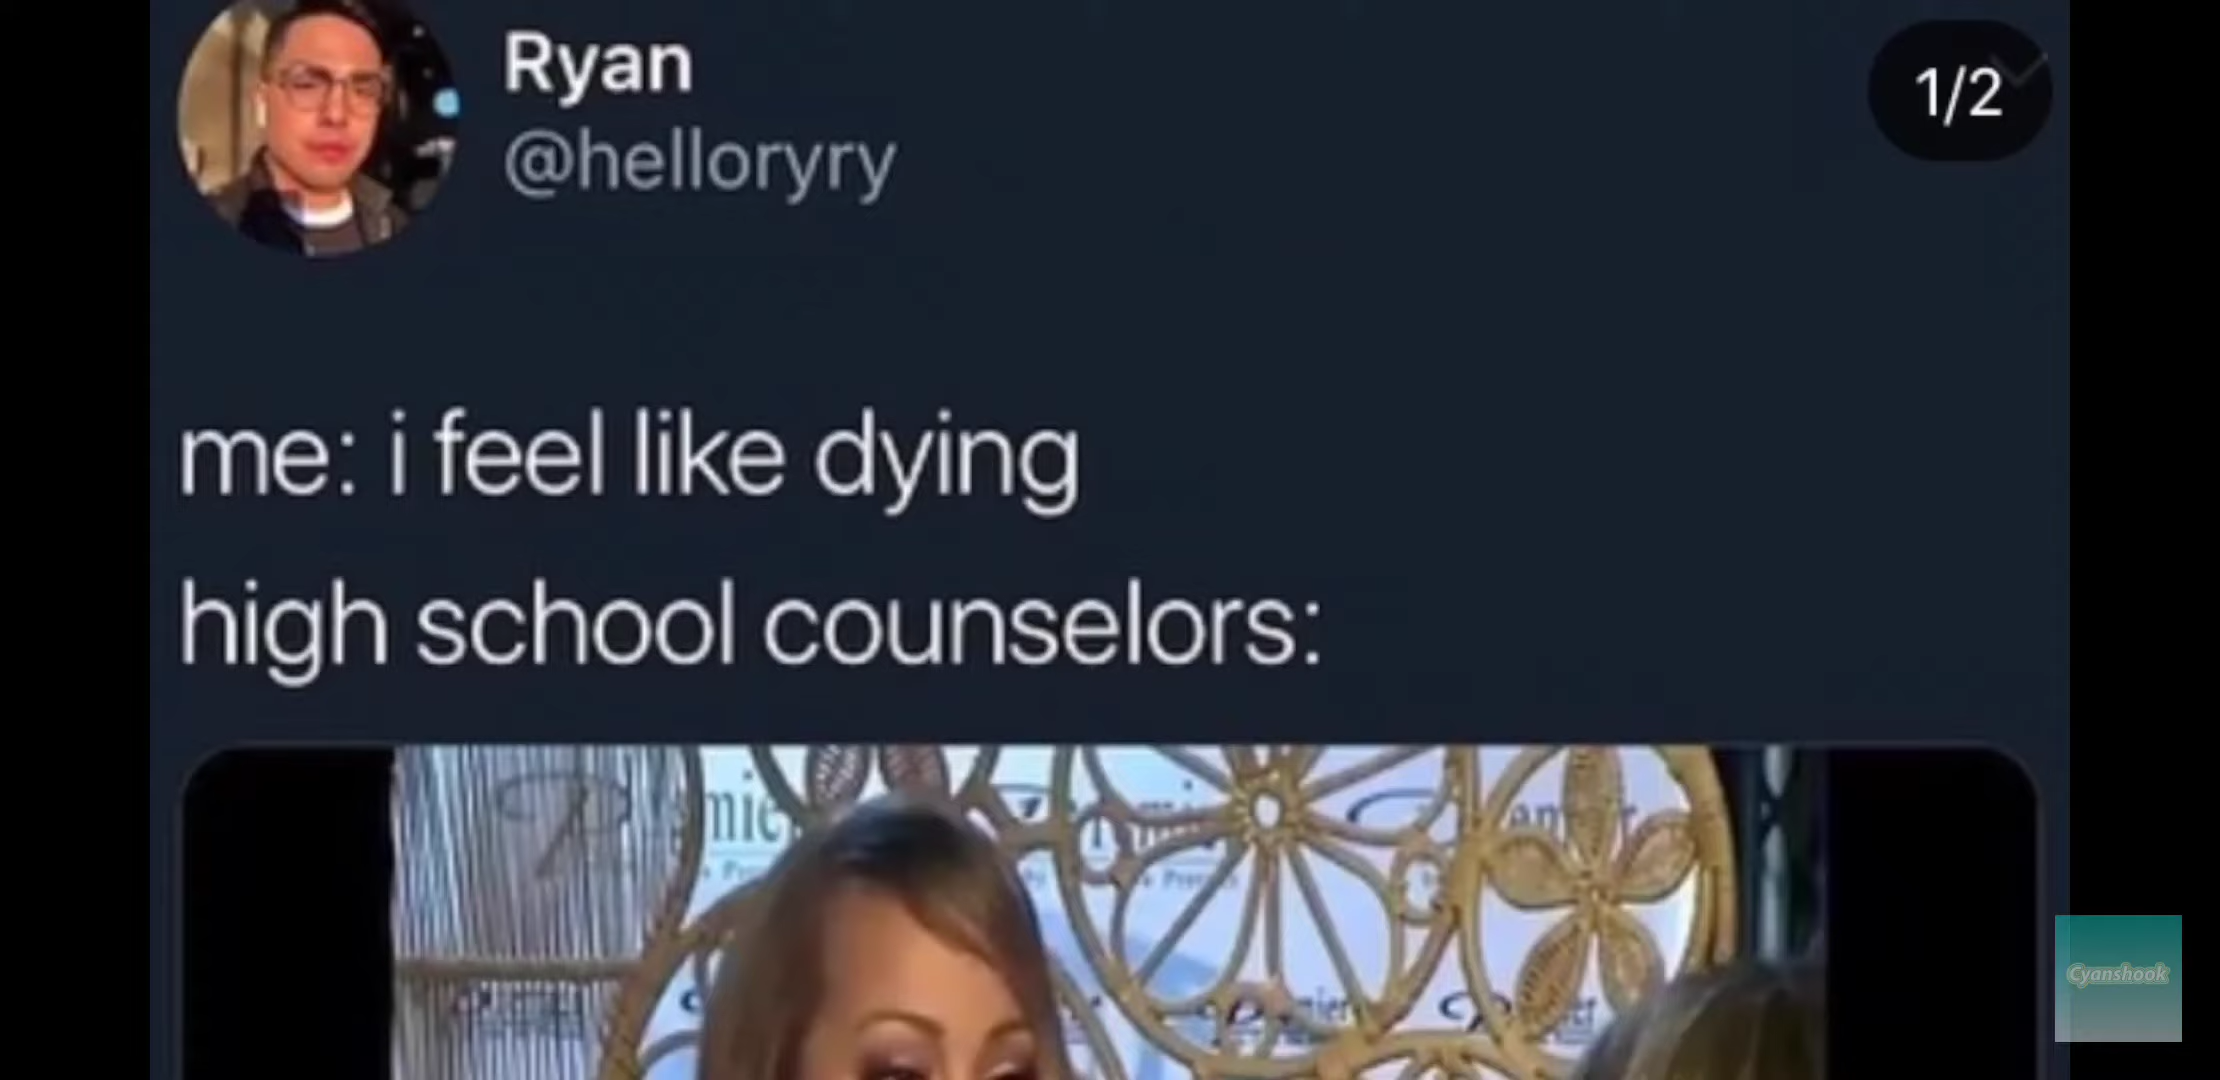 Ryan
1/2
@helloryry
me: i feel like dying
high school counselors:
Cyanshook